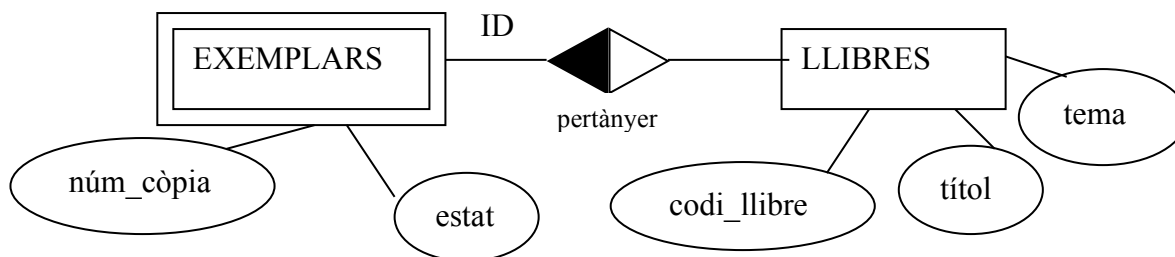 ID
EXEMPLARS
LLIBRES
pertànyer
tema
núm_còpia
estat
codi_llibre
títol